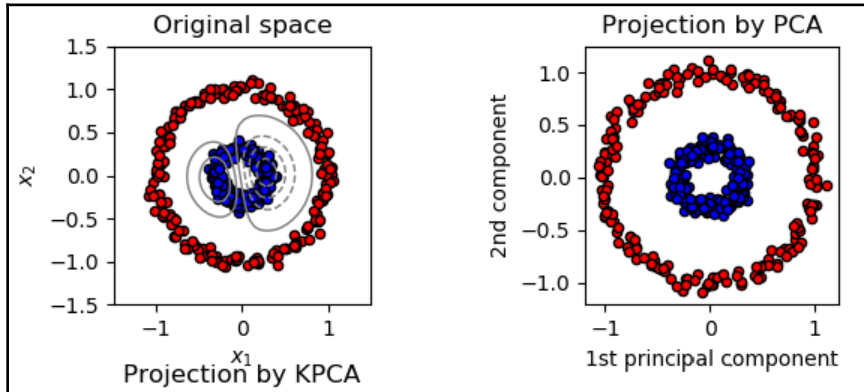 Original space
1.5
1.0
0.5
0.0
−0.5
−1.0
−1.5
x2
−1 0 1
x1
Projection by KPCA
Projection by PCA
1.0
0.5
0.0
−0.5
−1.0
2nd component
−1 0 1
1st principal component